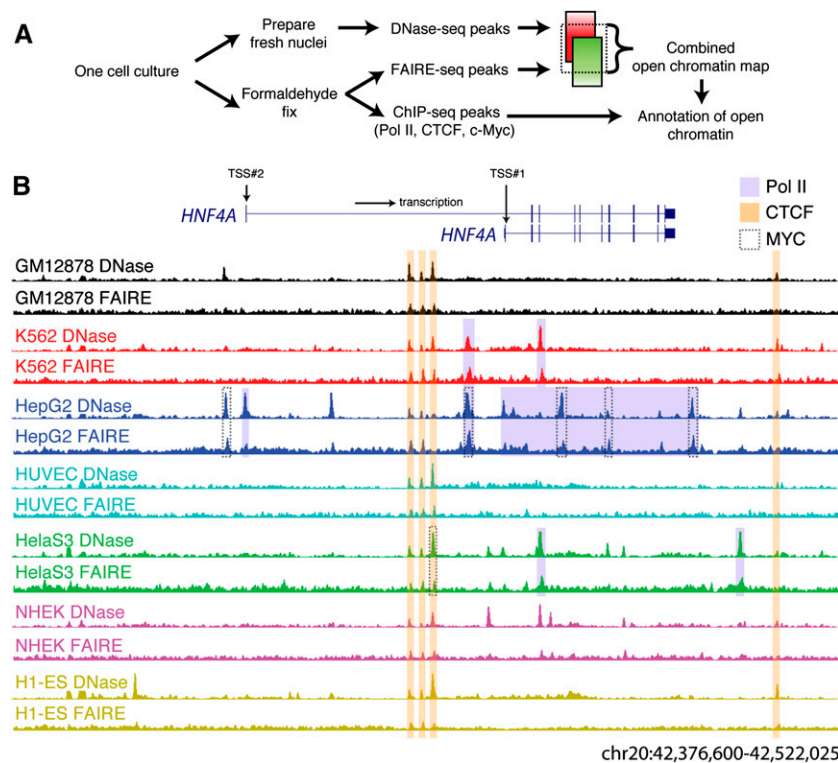 A
One cell culture
Prepare
fresh nuclei
DNase-seq peaks
Formaldehyde
fix
FAIRE-seq peaks
ChIP-seq peaks
(Pol II, CTCF, c-Myc)
Combined
open chromatin map
Annotation of open
chromatin
B
TSS#2
TSS#1
transcription
HNF4A
HNF4A
Pol II
CTCF
MYC
GM12878 DNase
GM12878 FAIRE
K562 DNase
K562 FAIRE
HepG2 DNase
HepG2 FAIRE
HUVEC DNase
HUVEC FAIRE
HelaS3 DNase
HelaS3 FAIRE
NHEK DNase
NHEK FAIRE
H1-ES DNase
H1-ES FAIRE
chr20:42,376,600-42,522,025